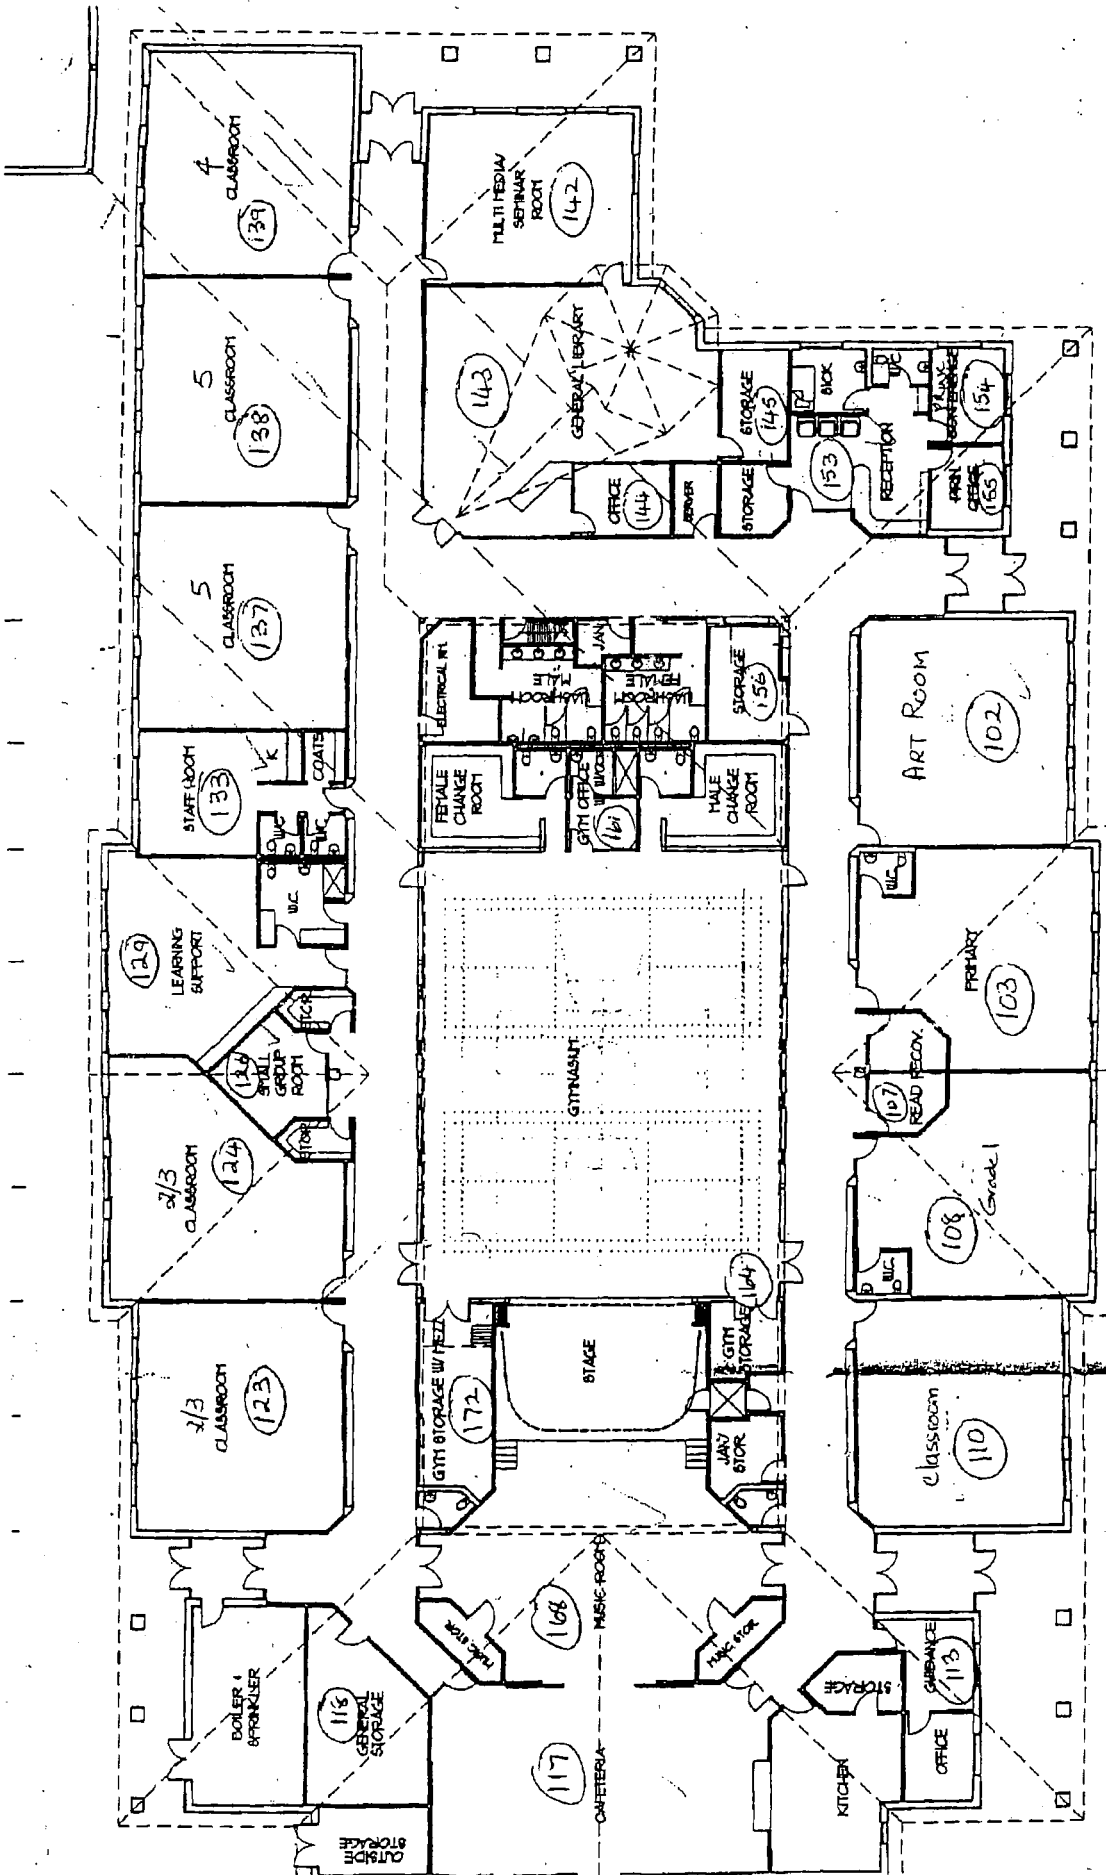 4
CLASSROOM
139
MULTI MEDIA/
SEMINAR
ROOM
142
5
CLASSROOM
138
143
GENERAL LIBRARY
STORAGE
145
SICK
W.C.
154
OFFICE
144
SERVER
STORAGE
153
RECEPTION
PRIN.
OFFICE
155
5
CLASSROOM
137
ELECTRICAL RM.
JAN
MALE
WASHROOM
FEMALE
WASHROOM
STORAGE
156
ART ROOM
102
STAFF ROOM
133
K
COATS
W.C.
W.C.
FEMALE
CHANGE
ROOM
GYM OFFICE
161
MALE
CHANGE
ROOM
129
LEARNING
SUPPORT
W.C.
STOR
W.C.
PRIMARY
103
126
SMALL
GROUP
ROOM
GYMNASIUM
107
READ RECOV.
2/3
CLASSROOM
124
STOR
108
Grade 1
W.C.
2/3
CLASSROOM
123
GYM STORAGE W/ MEZZ
172
STAGE
164
GYM
STORAGE
JAN/
STOR
Classroom
110
BOILER &
SPRINKLER
118
GENERAL
STORAGE
MUSIC STOR
168
MUSIC ROOM
MUSIC STOR
STORAGE
GUIDANCE
113
OUTSIDE
STORAGE
117
CAFETERIA
KITCHEN
OFFICE